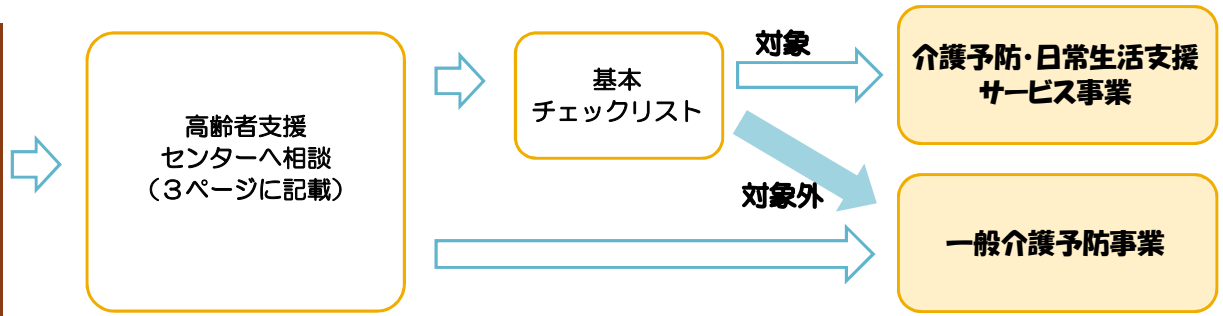 高齢者支援
センターへ相談
（３ページに記載）
基本
チェックリスト
対象
対象外
介護予防・日常生活支援
サービス事業
一般介護予防事業